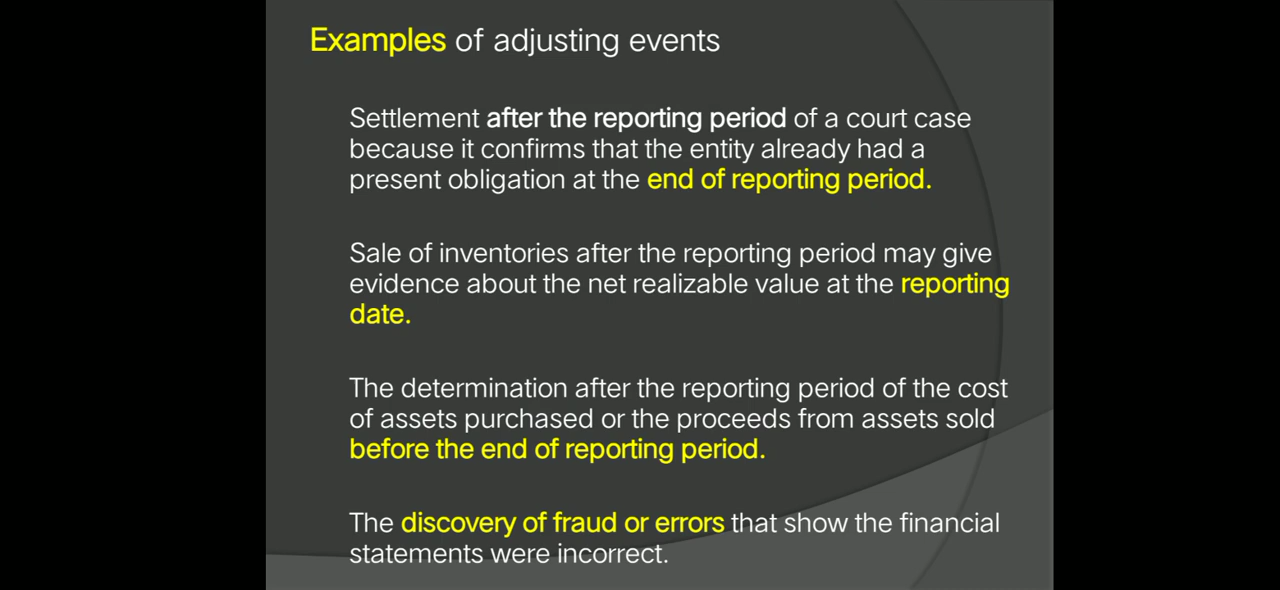 Examples of adjusting events
Settlement after the reporting period of a court case
because it confirms that the entity already had a
present obligation at the end of reporting period.
Sale of inventories after the reporting period may give
evidence about the net realizable value at the reporting
date.
The determination after the reporting period of the cost
of assets purchased or the proceeds from assets sold
before the end of reporting period.
The discovery of fraud or errors that show the financial
statements were incorrect.